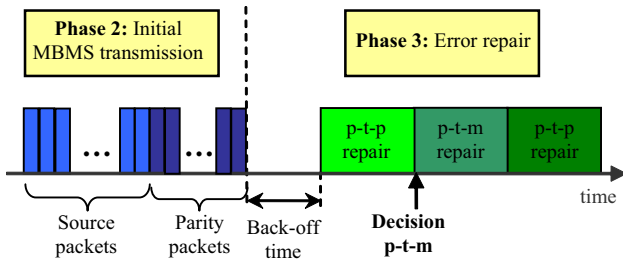 Phase 2: Initial
MBMS transmission
Phase 3: Error repair
...
...
p-t-p
repair
p-t-m
repair
p-t-p
repair
time
Source
packets
Parity
packets
Back-off
time
Decision
p-t-m